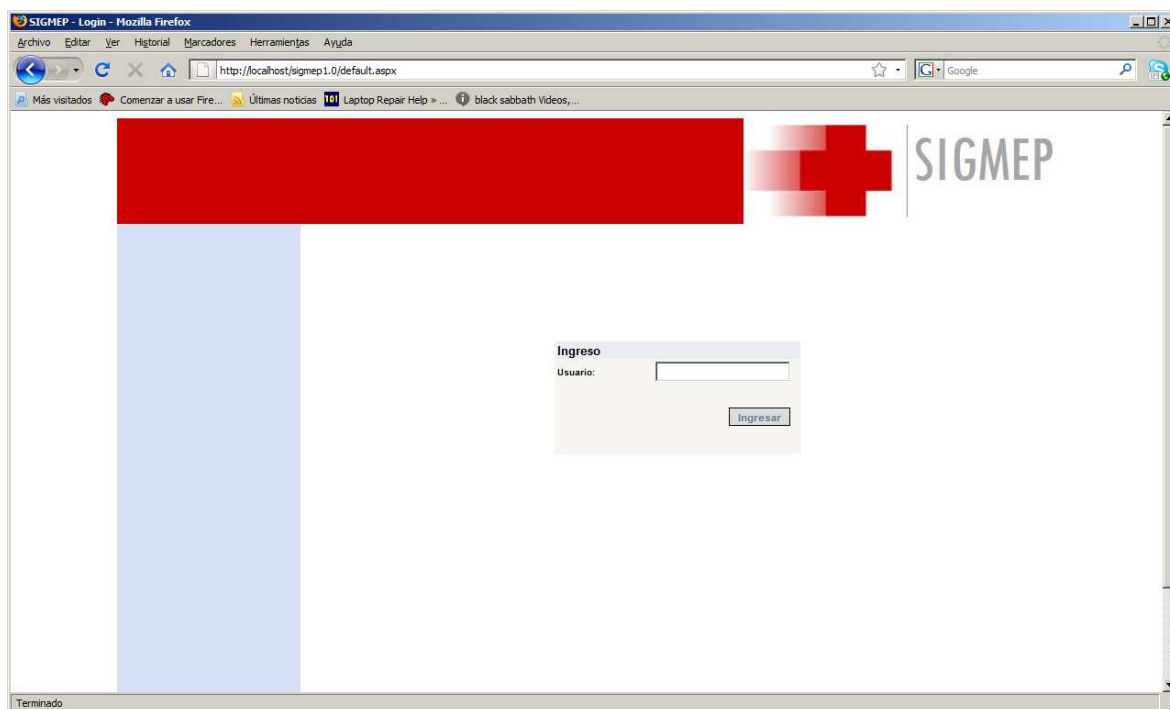 SIGMEP - Login - Mozilla Firefox
Archivo Editar Ver Historial Marcadores Herramientas Ayuda
http://localhost/sigmep1.0/default.aspx
G Google
Más visitados Comenzar a usar Fire... Últimas noticias 101 Laptop Repair Help » ... black sabbath Videos,...
SIGMEP
Ingreso
Usuario:
Ingresar
Terminado